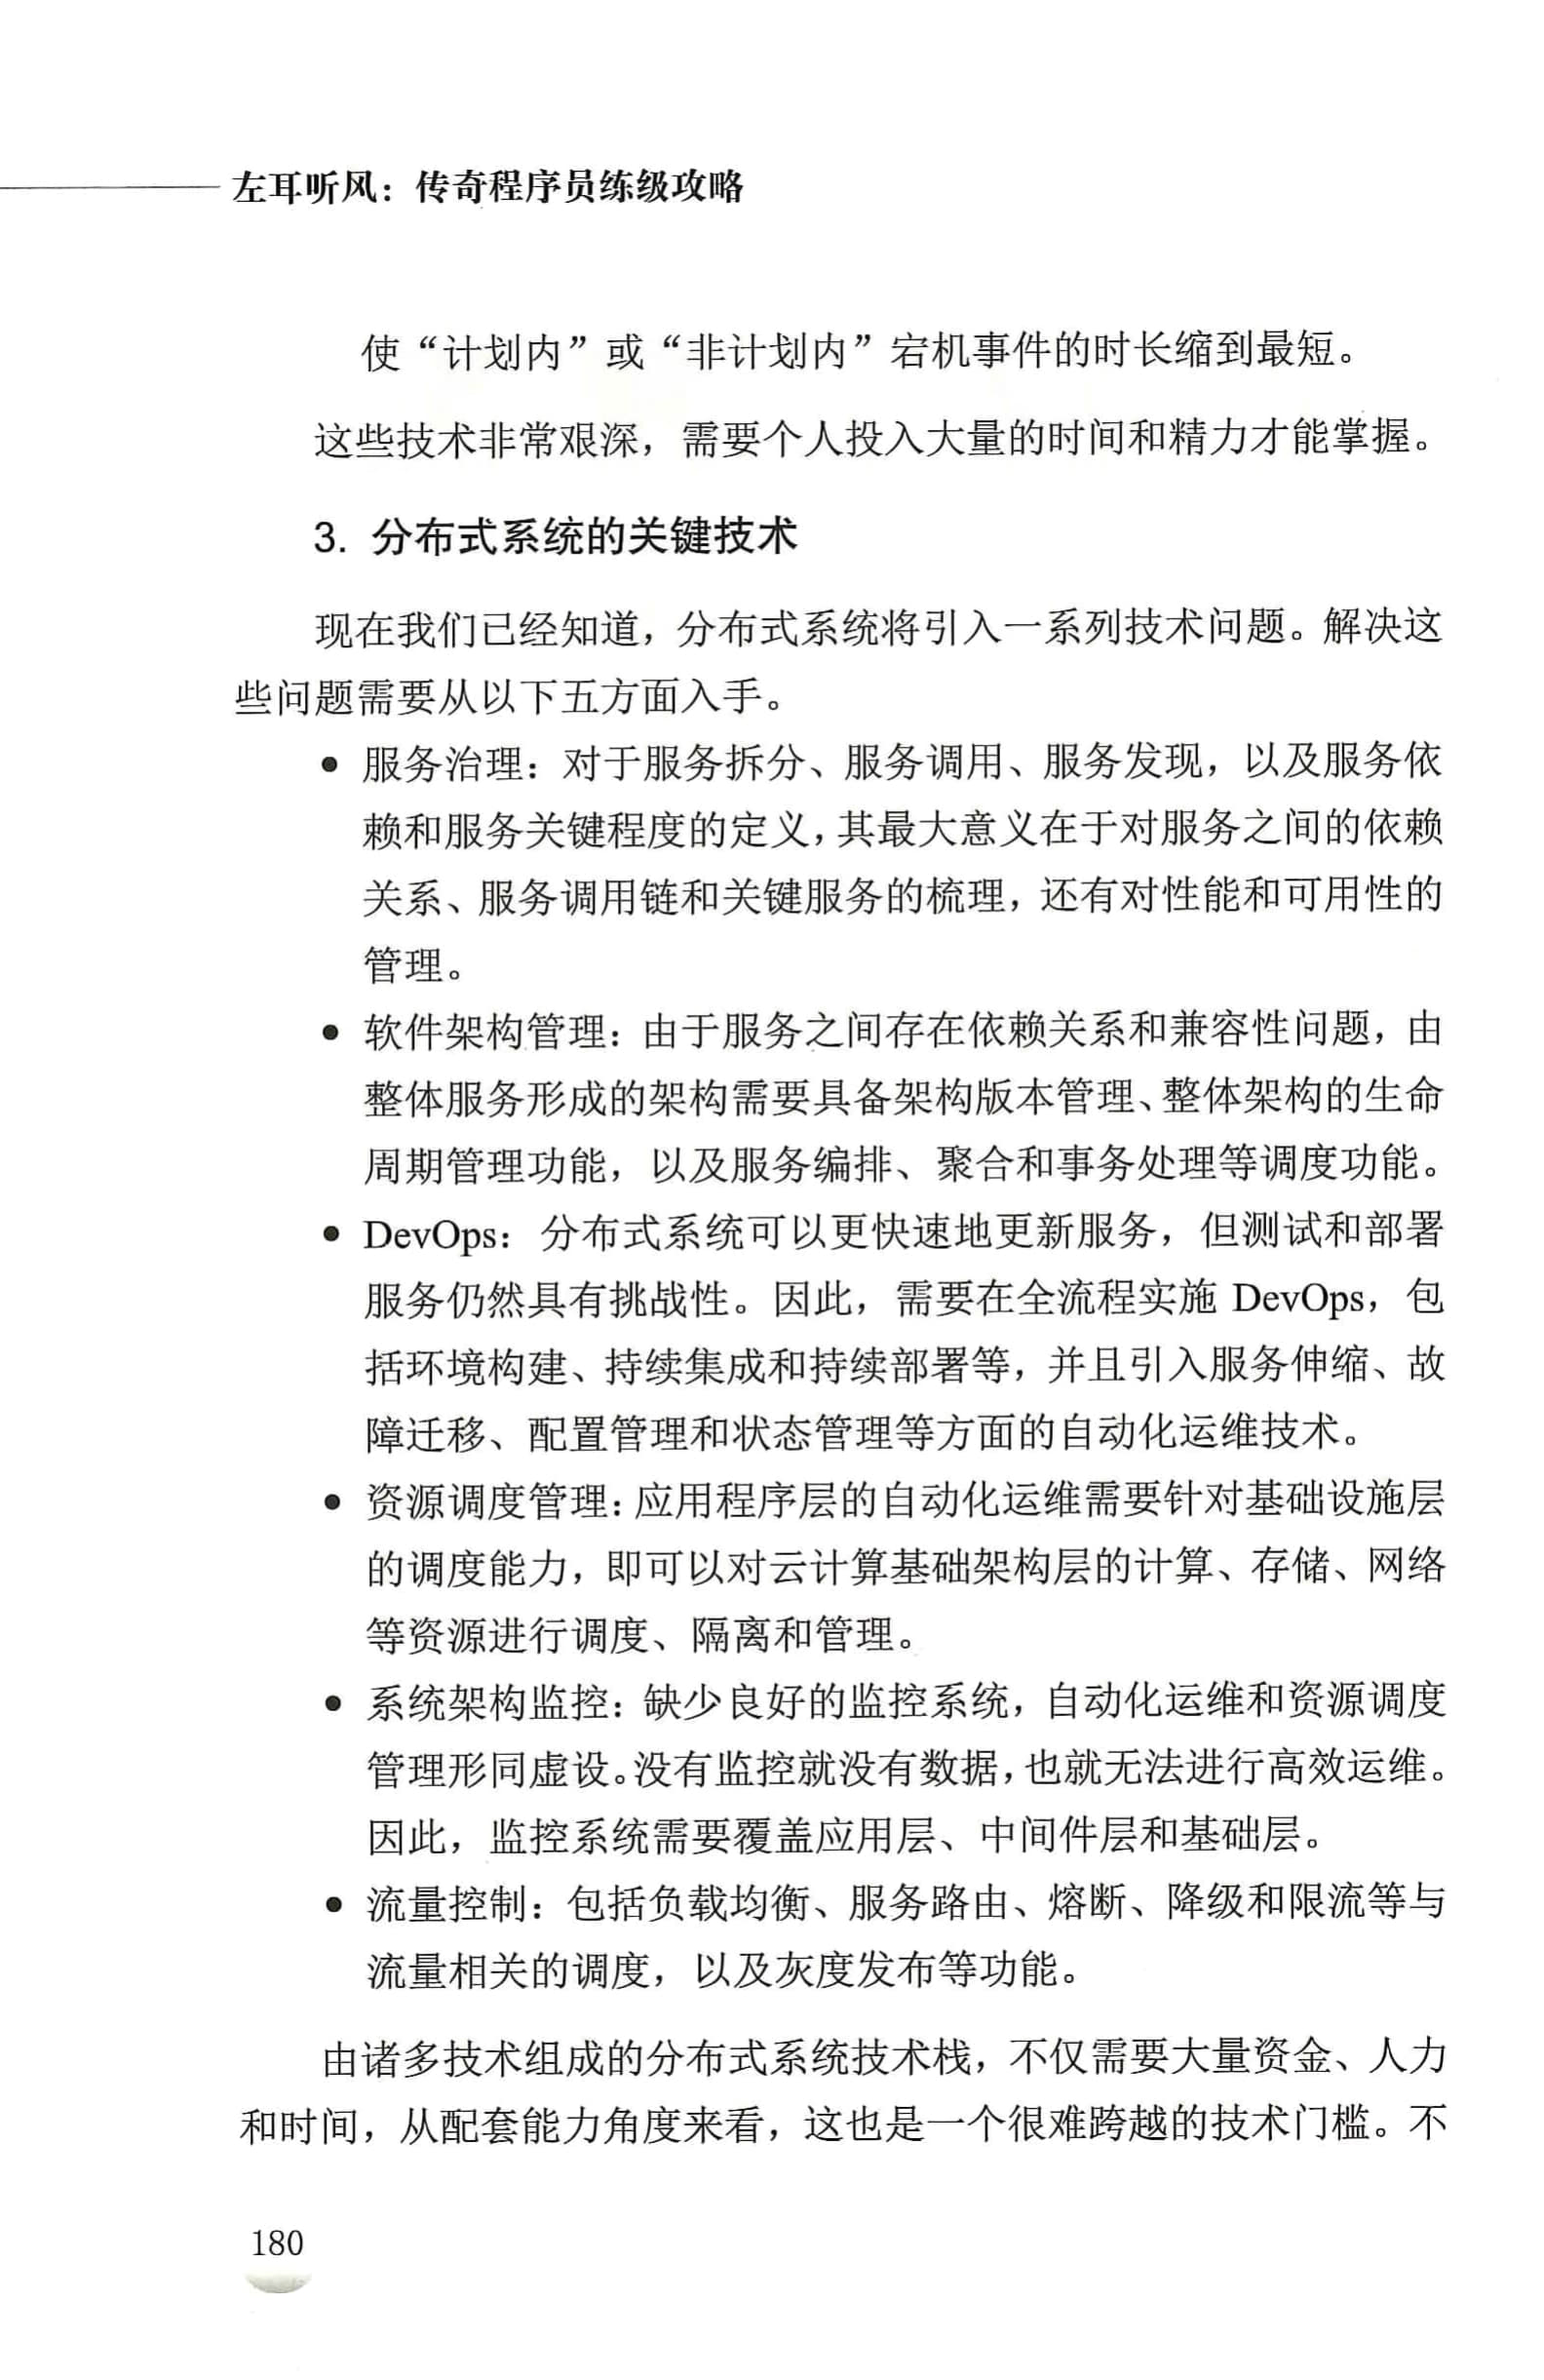 左耳听风：传奇程序员练级攻略
使“计划内”或“非计划内”宕机事件的时长缩到最短。
这些技术非常艰深，需要个人投入大量的时间和精力才能掌握。
3. 分布式系统的关键技术
现在我们已经知道，分布式系统将引入一系列技术问题。解决这
些问题需要从以下五方面入手。
● 服务治理：对于服务拆分、服务调用、服务发现，以及服务依
赖和服务关键程度的定义，其最大意义在于对服务之间的依赖
关系、服务调用链和关键服务的梳理，还有对性能和可用性的
管理。
● 软件架构管理：由于服务之间存在依赖关系和兼容性问题，由
整体服务形成的架构需要具备架构版本管理、整体架构的生命
周期管理功能，以及服务编排、聚合和事务处理等调度功能。
● DevOps：分布式系统可以更快速地更新服务，但测试和部署
服务仍然具有挑战性。因此，需要在全流程实施 DevOps，包
括环境构建、持续集成和持续部署等，并且引入服务伸缩、故
障迁移、配置管理和状态管理等方面的自动化运维技术。
● 资源调度管理：应用程序层的自动化运维需要针对基础设施层
的调度能力，即可以对云计算基础架构层的计算、存储、网络
等资源进行调度、隔离和管理。
● 系统架构监控：缺少良好的监控系统，自动化运维和资源调度
管理形同虚设。没有监控就没有数据，也就无法进行高效运维。
因此，监控系统需要覆盖应用层、中间件层和基础层。
● 流量控制：包括负载均衡、服务路由、熔断、降级和限流等与
流量相关的调度，以及灰度发布等功能。
由诸多技术组成的分布式系统技术栈，不仅需要大量资金、人力
和时间，从配套能力角度来看，这也是一个很难跨越的技术门槛。不
180